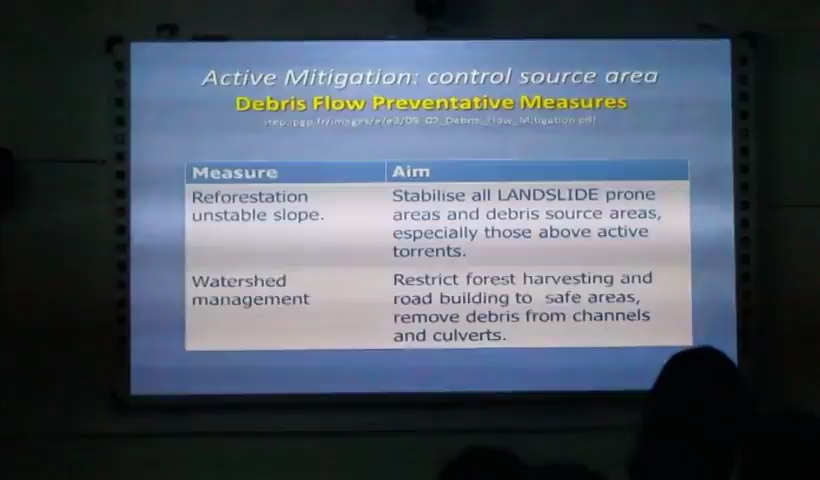 Active Mitigation: control source area
Debris Flow Preventative Measures
Measure
Aim
Reforestation
unstable slope.
Stabilise all LANDSLIDE prone
areas and debris source areas,
especially those above active
torrents.
Watershed
management
Restrict forest harvesting and
road building to safe areas,
remove debris from channels
and culverts.